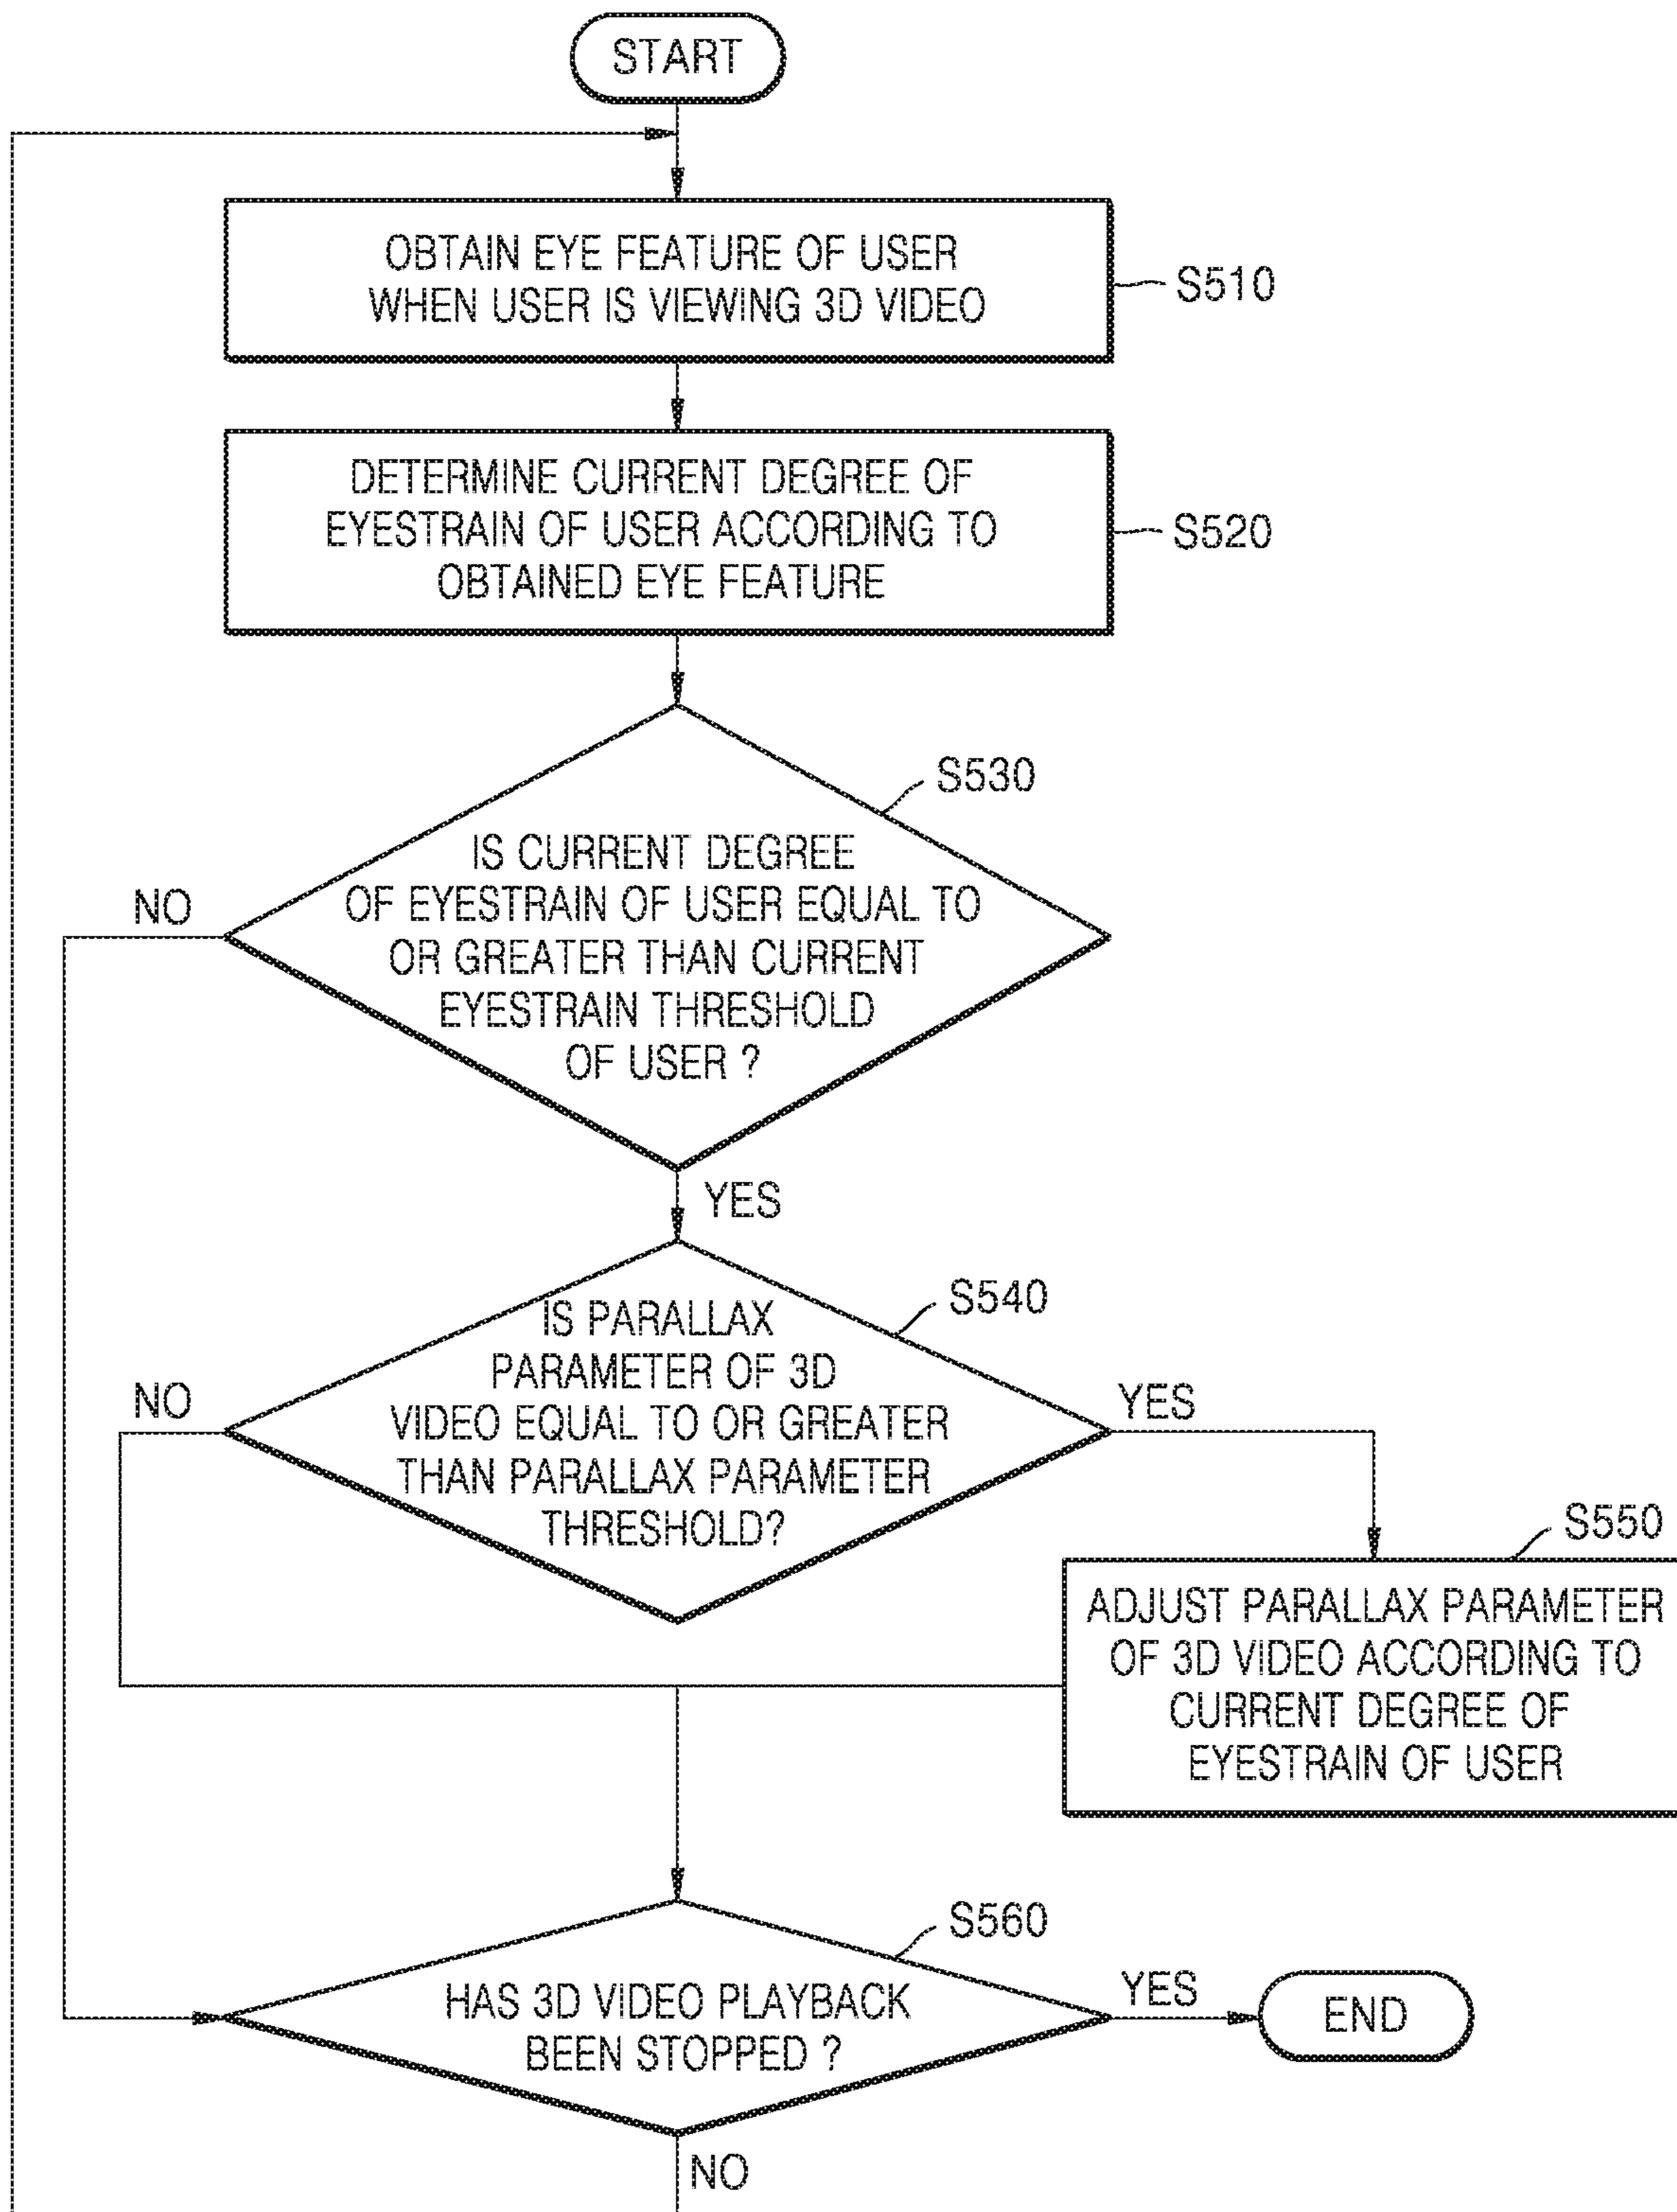 START
OBTAIN EYE FEATURE OF USER
WHEN USER IS VIEWING 3D VIDEO
S510
DETERMINE CURRENT DEGREE OF
EYESTRAIN OF USER ACCORDING TO
OBTAINED EYE FEATURE
S520
S530
IS CURRENT DEGREE
OF EYESTRAIN OF USER EQUAL TO
OR GREATER THAN CURRENT
EYESTRAIN THRESHOLD
OF USER ?
NO
YES
S540
IS PARALLAX
PARAMETER OF 3D
VIDEO EQUAL TO OR GREATER
THAN PARALLAX PARAMETER
THRESHOLD?
NO
YES
S550
ADJUST PARALLAX PARAMETER
OF 3D VIDEO ACCORDING TO
CURRENT DEGREE OF
EYESTRAIN OF USER
S560
HAS 3D VIDEO PLAYBACK
BEEN STOPPED ?
YES
END
NO